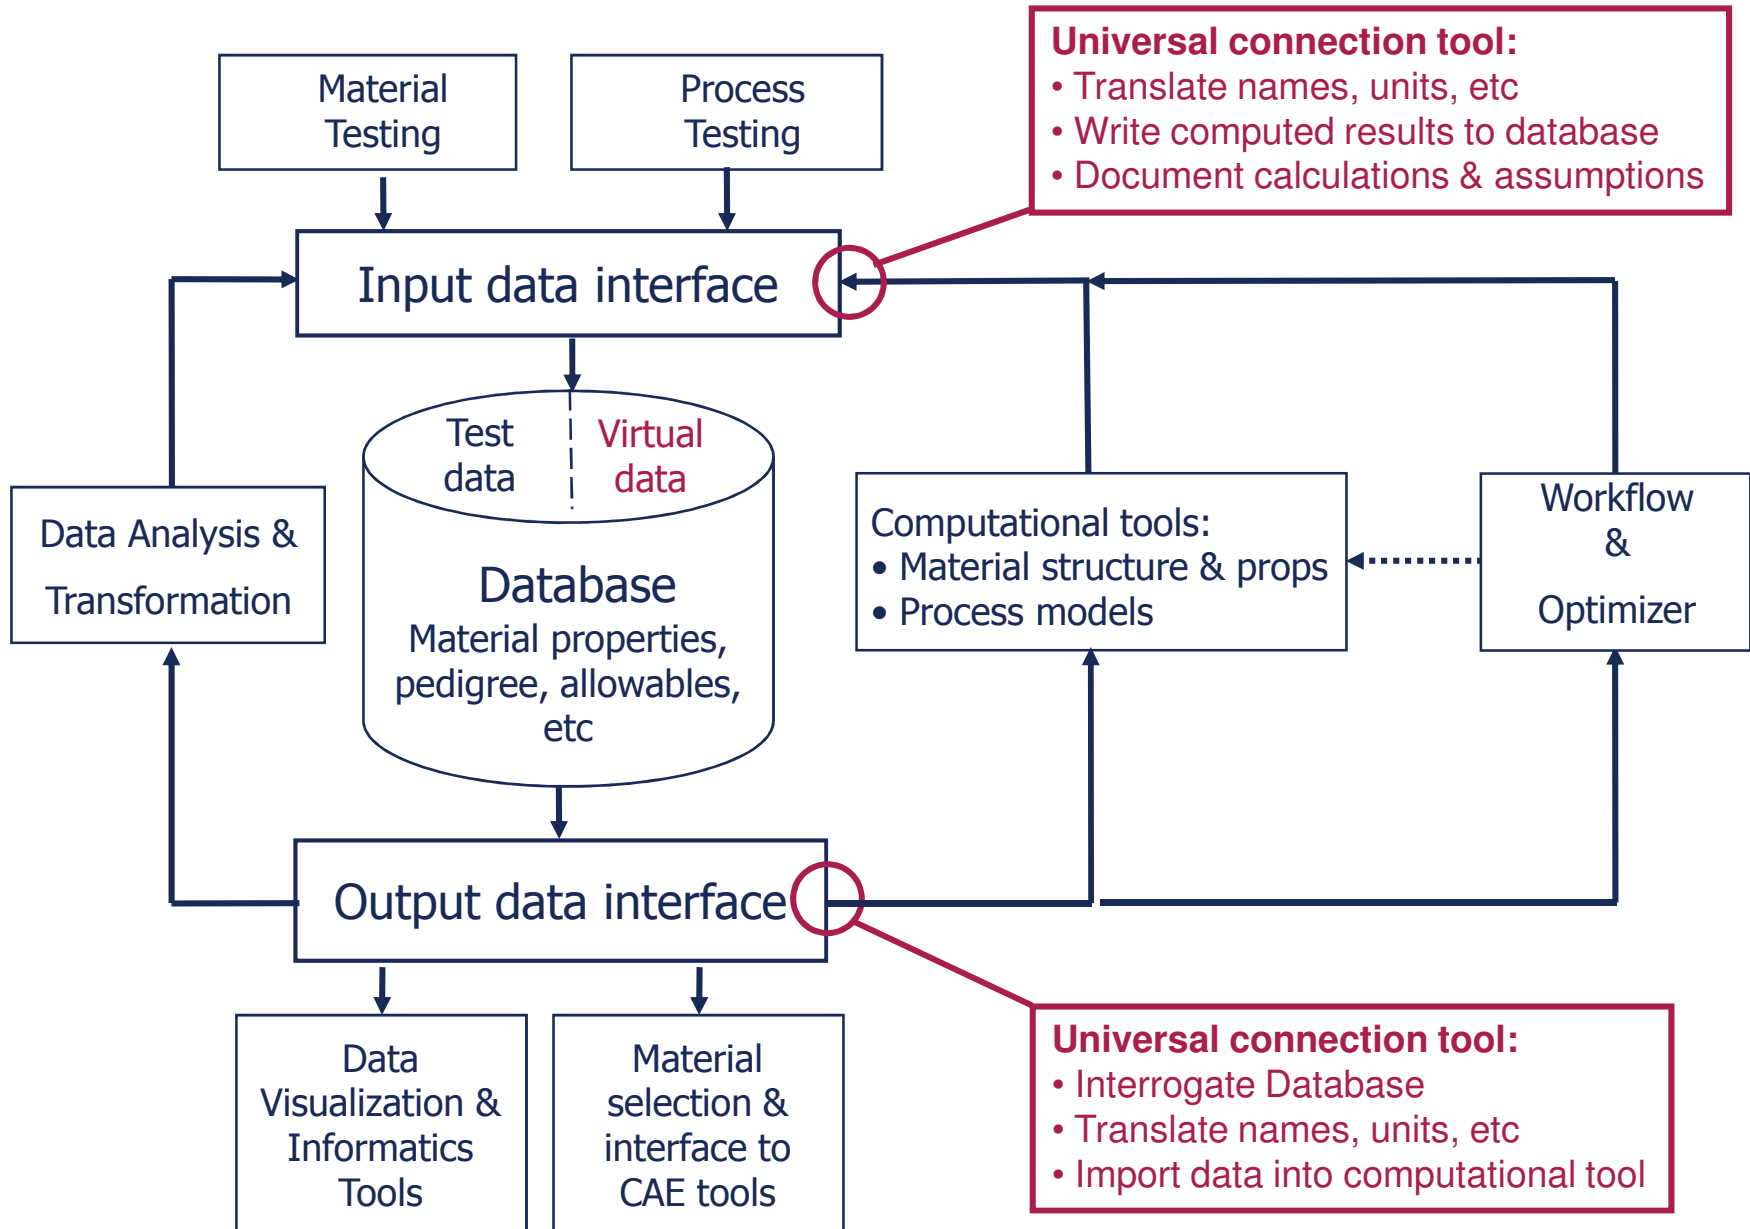 Material
Testing
Process
Testing
Universal connection tool:
• Translate names, units, etc
• Write computed results to database
• Document calculations & assumptions
Input data interface
Test
data
Virtual
data
Database
Material properties,
pedigree, allowables,
etc
Data Analysis &
Transformation
Computational tools:
• Material structure & props
• Process models
Workflow
&
Optimizer
Output data interface
Data
Visualization &
Informatics
Tools
Material
selection &
interface to
CAE tools
Universal connection tool:
• Interrogate Database
• Translate names, units, etc
• Import data into computational tool